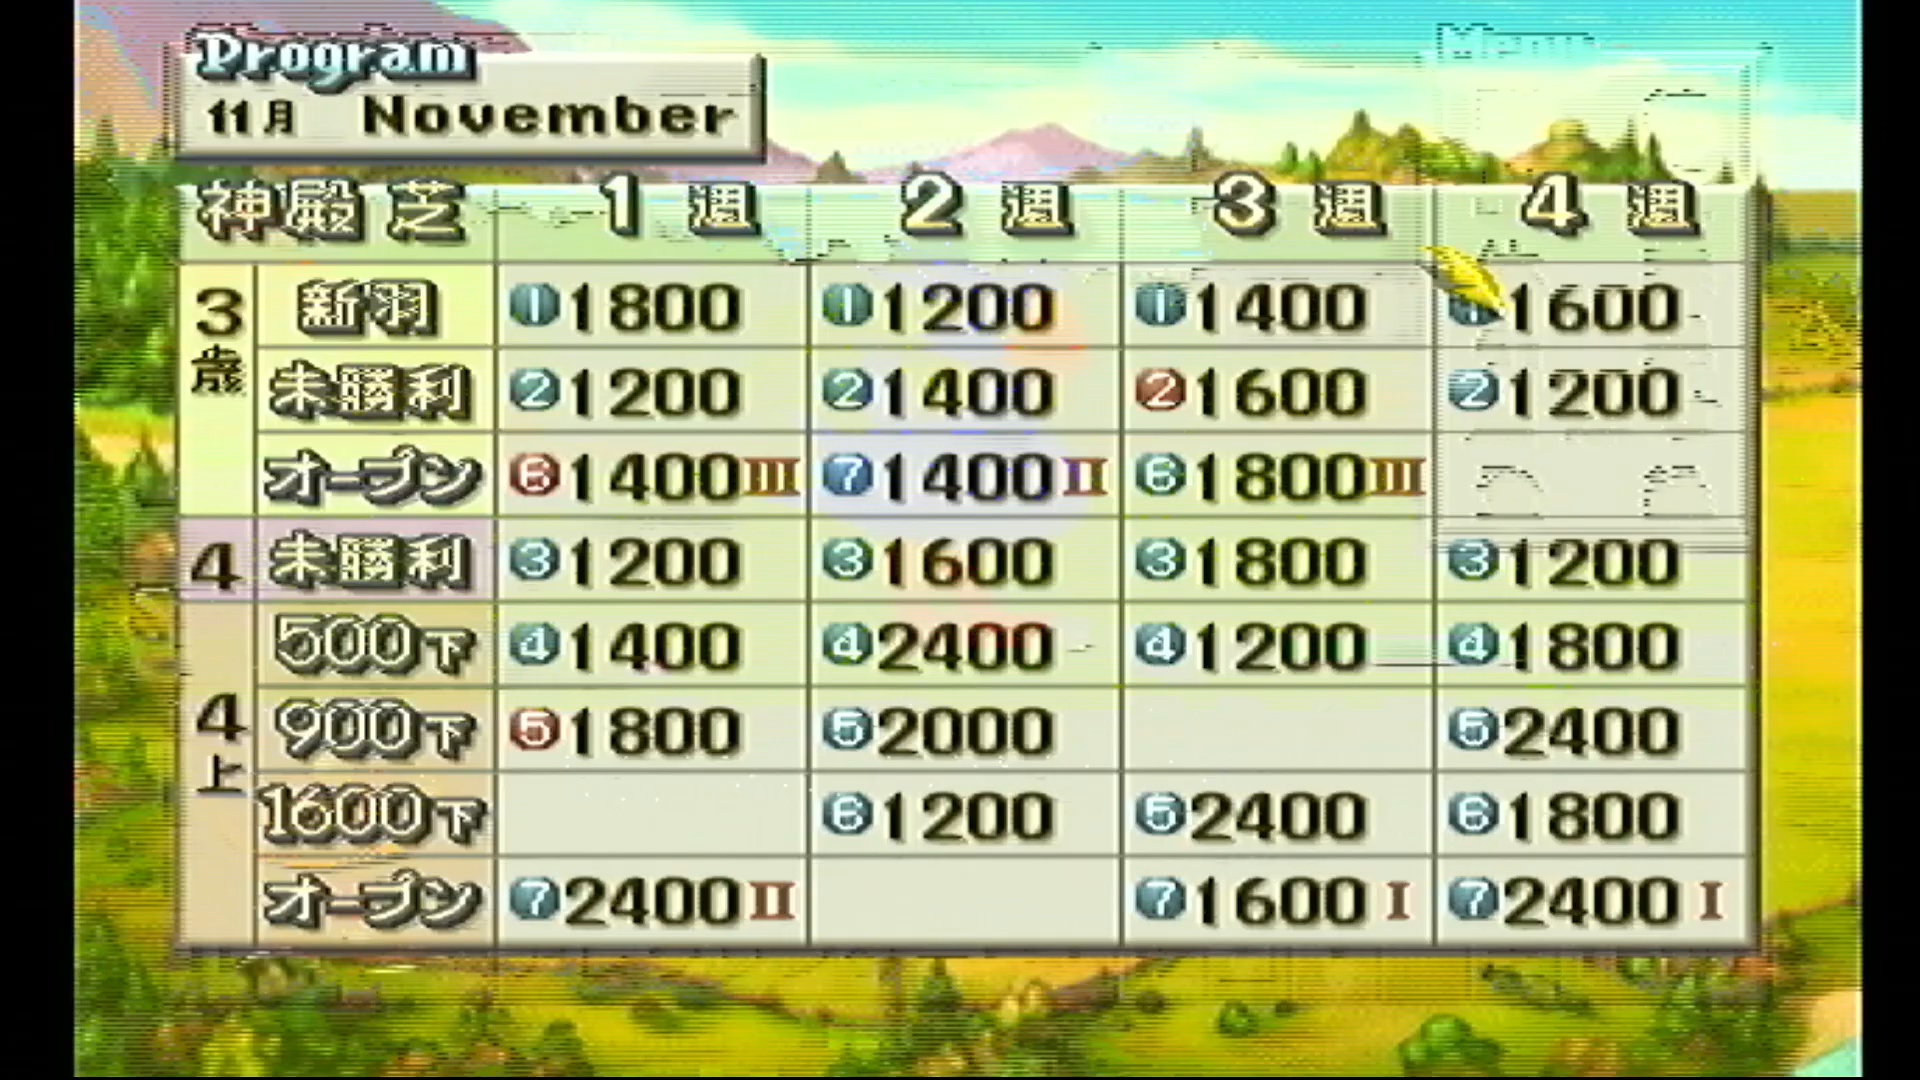 Program
11月 November
神殿 芝 1週 2週 3週 4週
3歳 新羽 ①1800 ①1200 ①1400 1600
未勝利 ②1200 ②1400 ②1600 ②1200
オープン ⑥1400Ⅲ ⑦1400Ⅱ ⑥1800Ⅲ
4 未勝利 ③1200 ③1600 ③1800 ③1200
4上 500下 ④1400 ④2400 ④1200 ④1800
900下 ⑤1800 ⑤2000 ⑤2400
1600下 ⑥1200 ⑤2400 ⑥1800
オープン ⑦2400Ⅱ ⑦1600Ⅰ ⑦2400Ⅰ